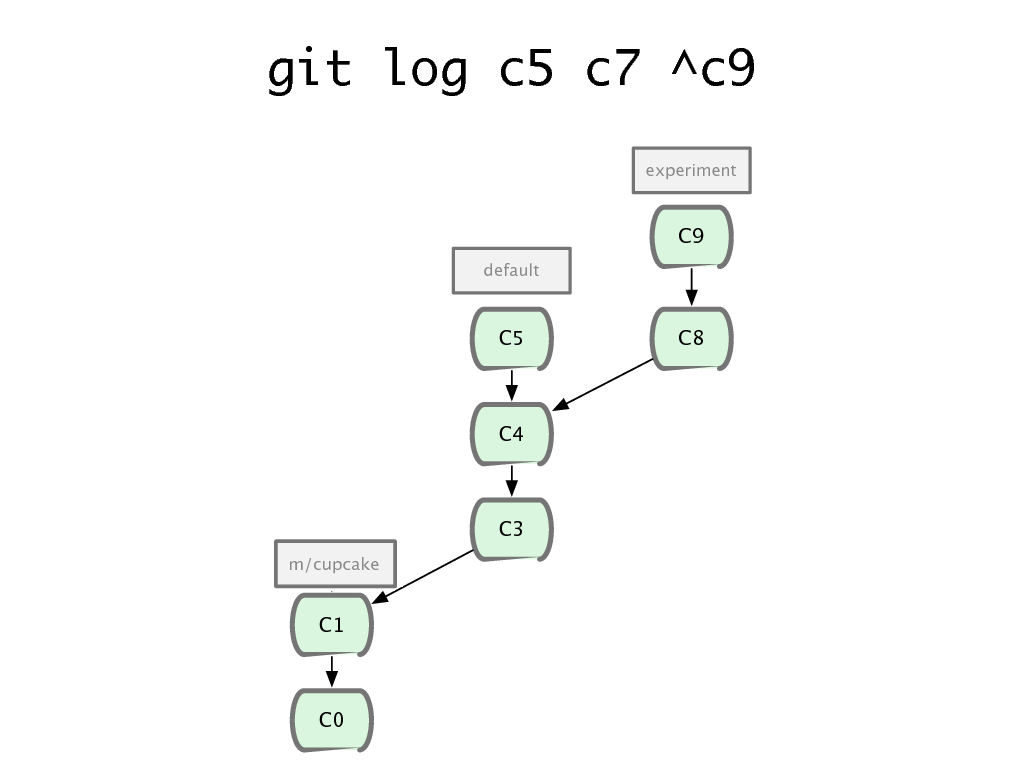 git log c5 c7 ^c9
experiment
C9
default
C5
C8
C4
C3
m/cupcake
C1
C0